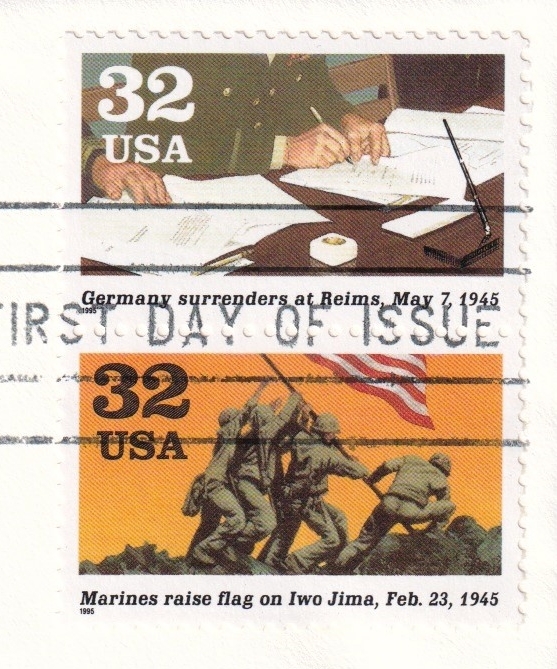 32
USA
Germany surrenders at Reims, May 7, 1945
1995
FIRST DAY OF ISSUE
32
USA
Marines raise flag on Iwo Jima, Feb. 23, 1945
1995